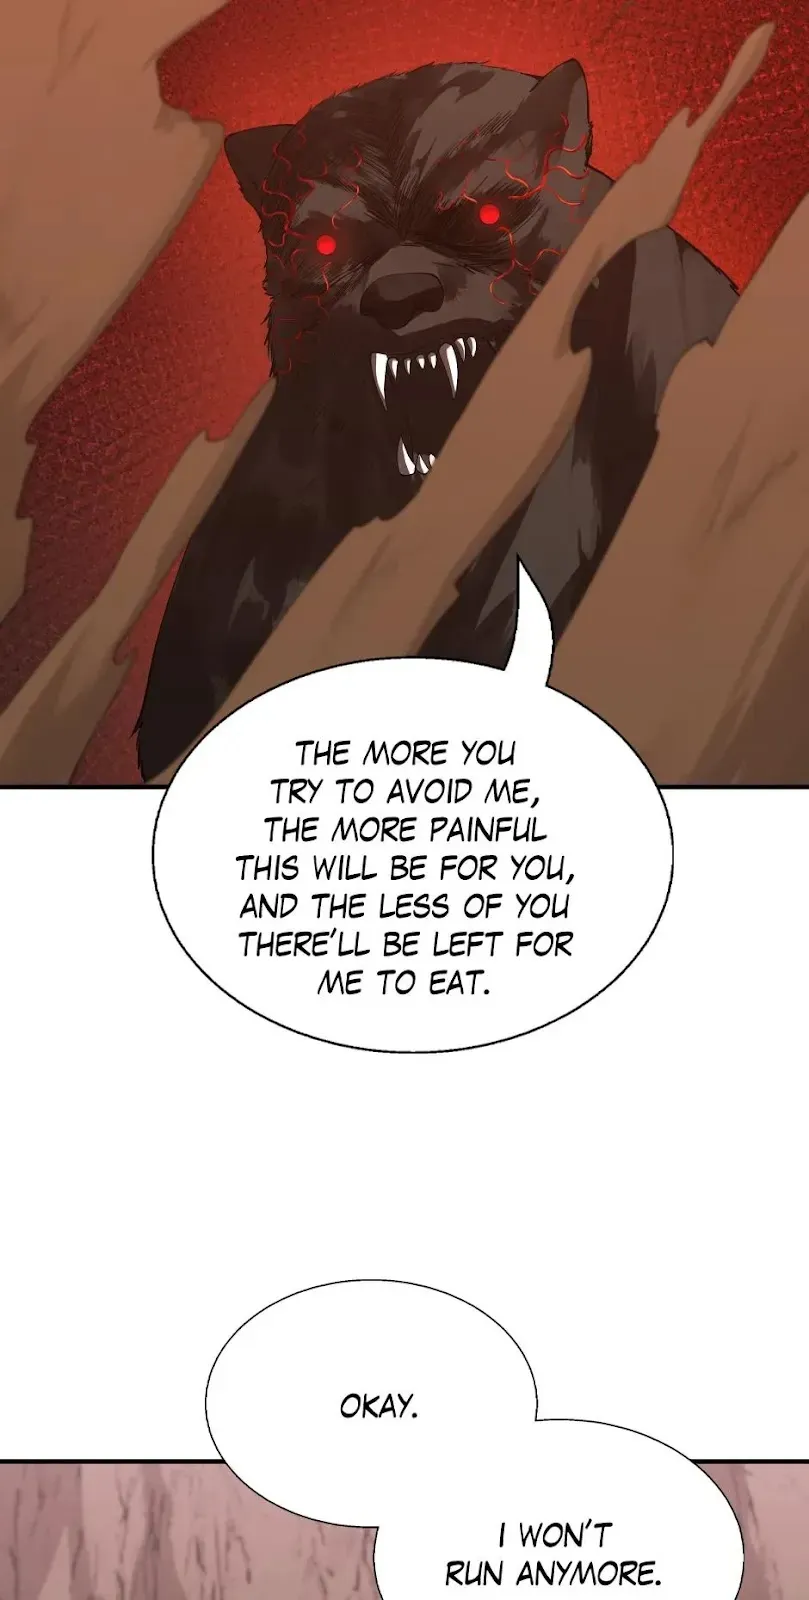 THE MORE YOU
TRY TO AVOID ME,
THE MORE PAINFUL
THIS WILL BE FOR YOU,
AND THE LESS OF YOU
THERE'LL BE LEFT FOR
ME TO EAT.
OKAY.
I WON'T
RUN ANYMORE.